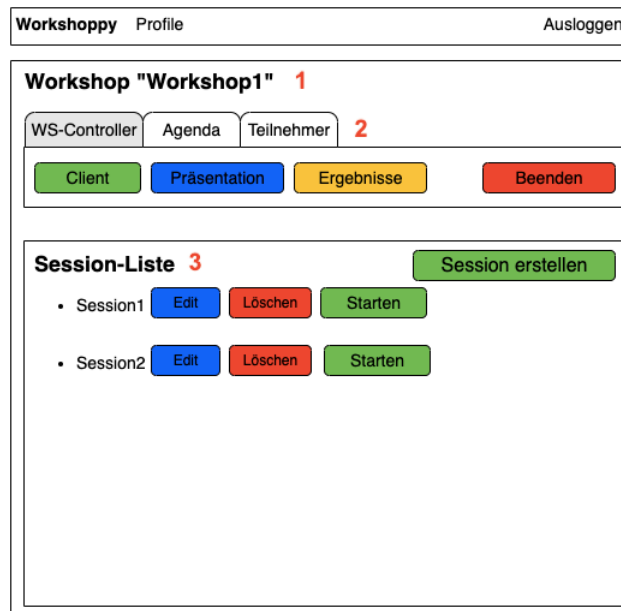 Workshoppy Profile Ausloggen
Workshop "Workshop1" 1
WS-Controller Agenda Teilnehmer 2
Client Präsentation Ergebnisse Beenden
Session-Liste 3 Session erstellen
• Session1 Edit Löschen Starten
• Session2 Edit Löschen Starten